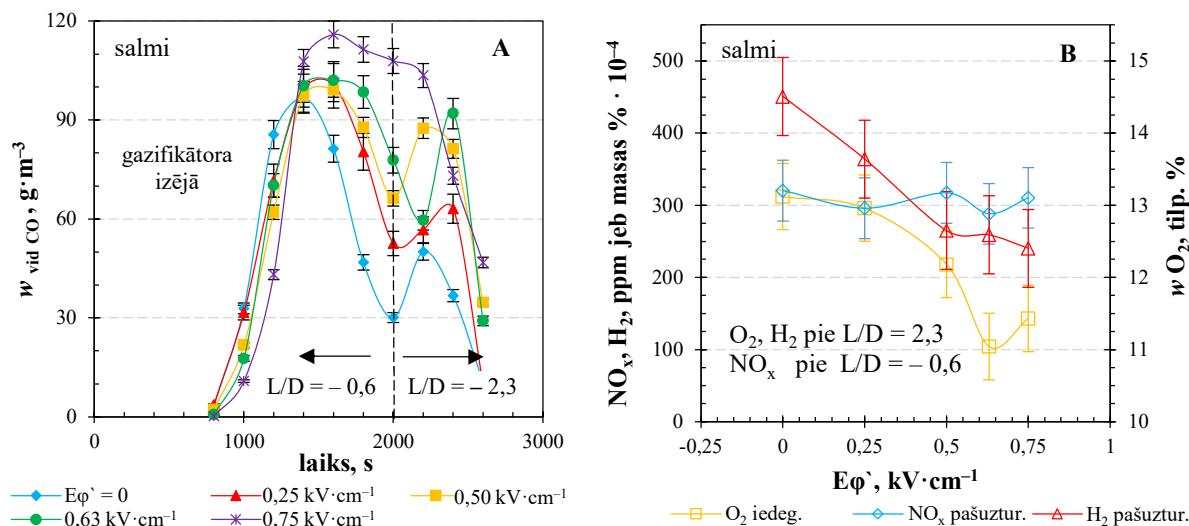 120
90
60
30
0
w vid CO, g·m⁻³
salmi
A
gazifikātora
izējā
L/D = – 0,6
L/D = – 2,3
0
1000
2000
3000
laiks, s
Eφ` = 0
0,25 kV·cm⁻¹
0,50 kV·cm⁻¹
0.63 kV·cm⁻¹
0.75 kV·cm⁻¹
NOx, H2, ppm jeb masas % · 10⁻⁴
500
400
300
200
100
0
salmi
B
O2, H2 pie L/D = 2,3
NOx pie L/D = – 0,6
15
14
13
12
11
10
w O2, tilp. %
-0,25
0
0,25
0,5
0,75
1
Eφ`, kV·cm⁻¹
O2 iedeg.
NOx pašuztur.
H2 pašuztur.